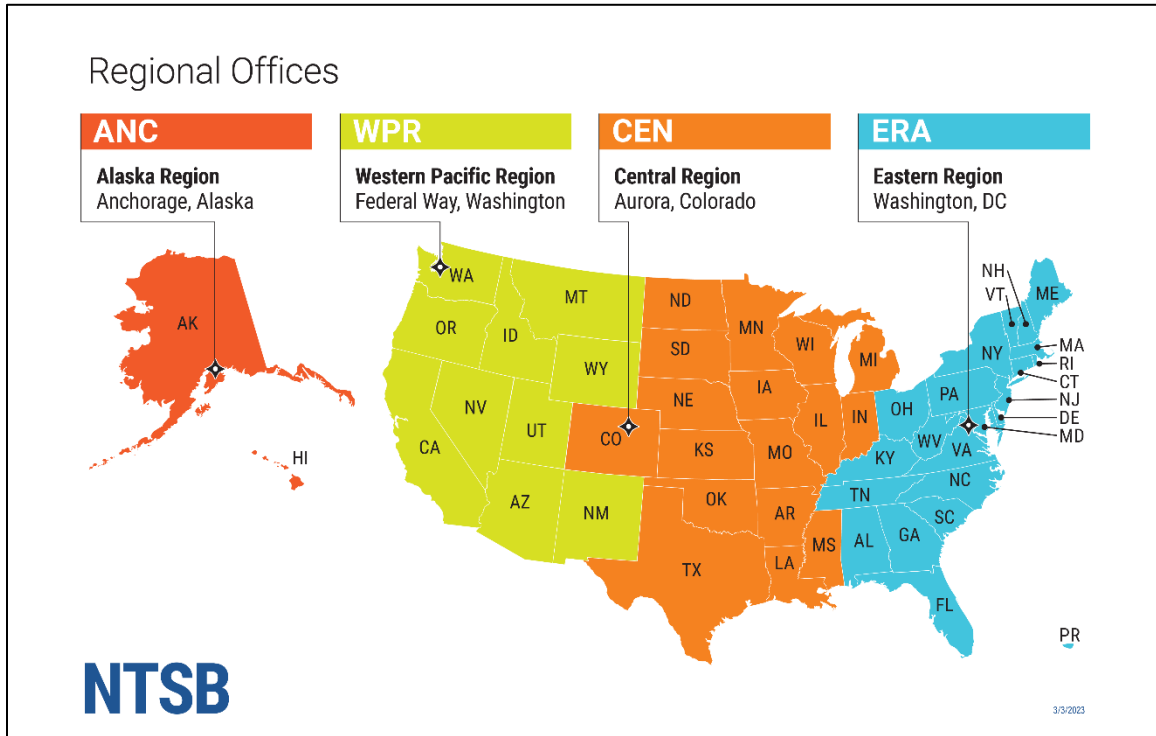 Regional Offices
ANC
Alaska Region
Anchorage, Alaska
WPR
Western Pacific Region
Federal Way, Washington
CEN
Central Region
Aurora, Colorado
ERA
Eastern Region
Washington, DC
AK
HI
WA
OR
ID
MT
WY
NV
UT
CA
AZ
NM
ND
SD
NE
CO
KS
OK
TX
MN
IA
MO
AR
LA
WI
IL
MI
IN
MS
OH
KY
TN
AL
GA
FL
SC
NC
VA
WV
PA
NY
VT
NH
ME
MA
RI
CT
NJ
DE
MD
PR
NTSB
3/3/2023